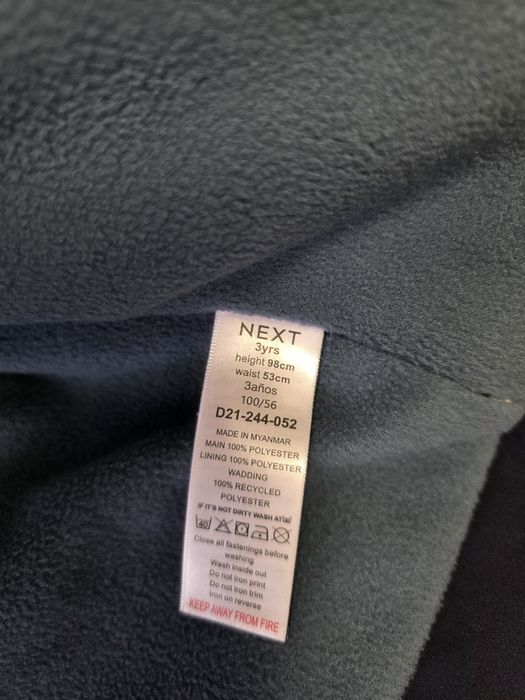 NEXT
3yrs
height 98cm
waist 53cm
3años
100/56
D21-244-052
MADE IN MYANMAR
MAIN 100% POLYESTER
LINING 100% POLYESTER
WADDING
100% RECYCLED
POLYESTER
IF IT'S NOT DIRTY WASH AT
40
Close all fastenings before
washing
Wash inside out
Do not iron print
Do not iron trim
Iron on reverse
KEEP AWAY FROM FIRE